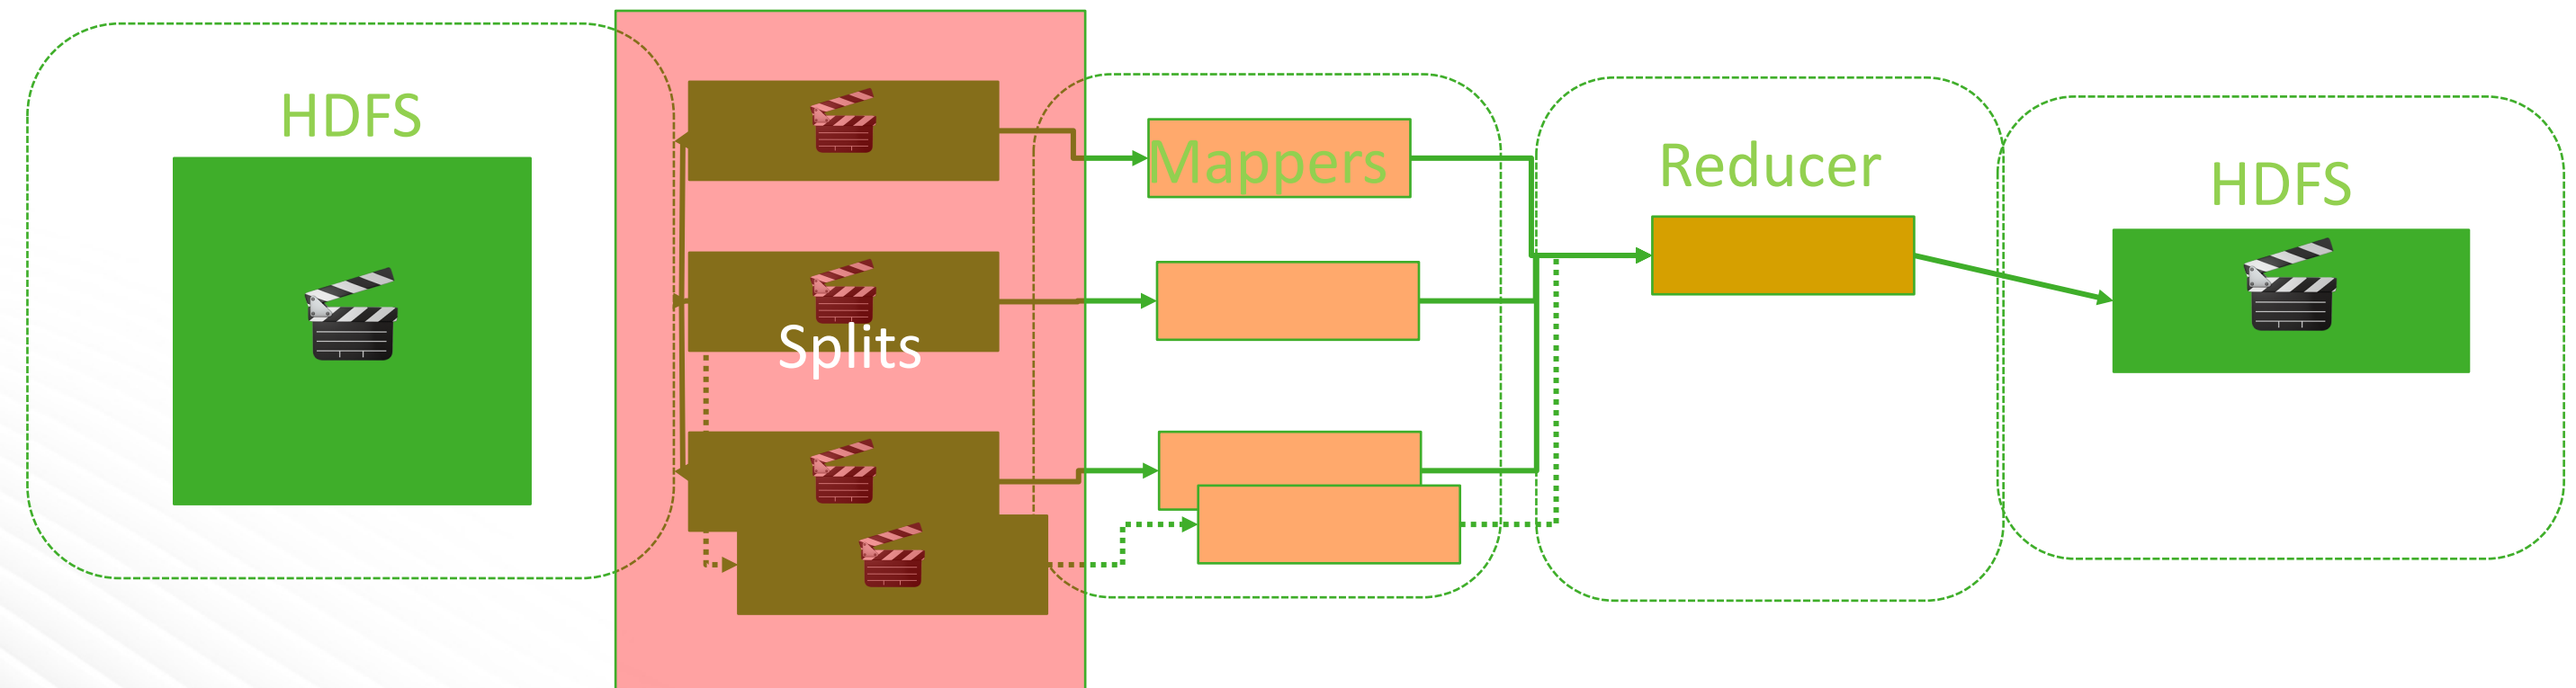 HDFS
Splits
Mappers
Reducer
HDFS